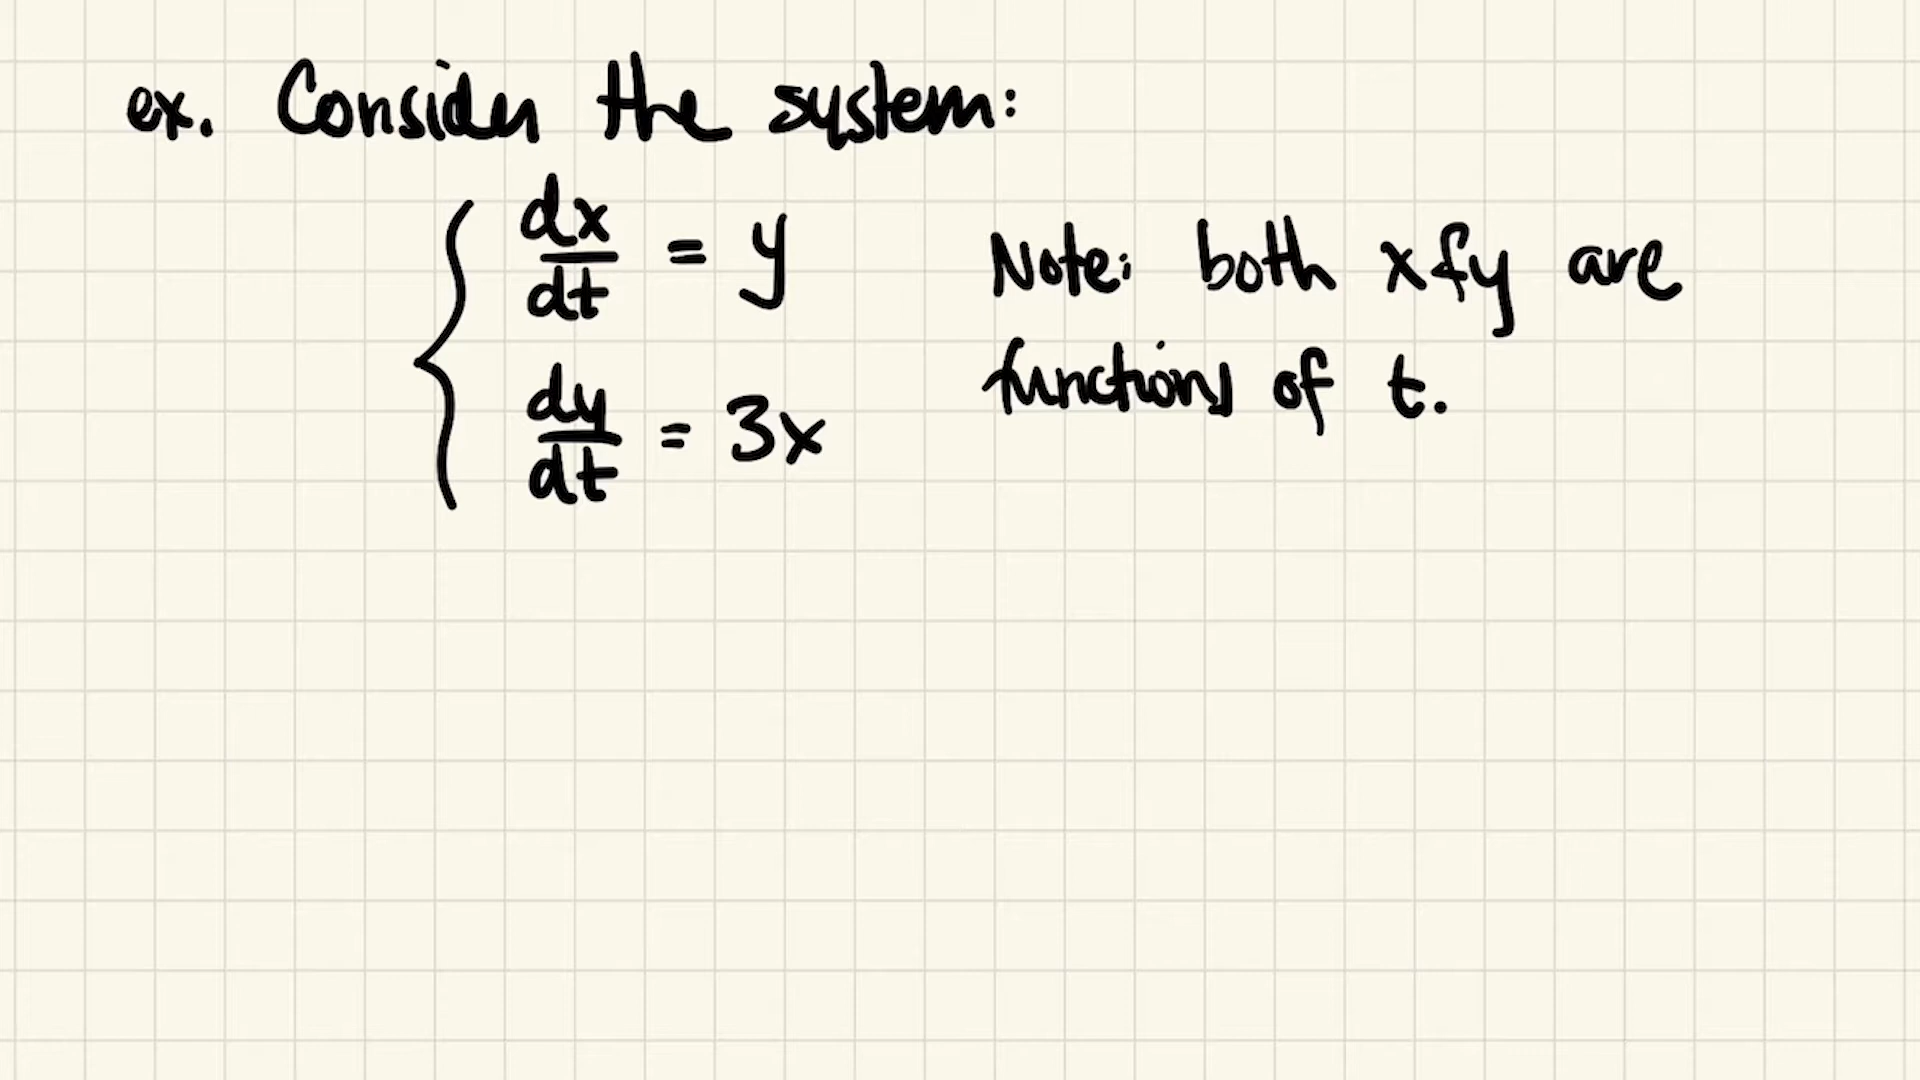 ex. Consider the system:
dx/dt = y
dy/dt = 3x
Note: both x & y are
functions of t.